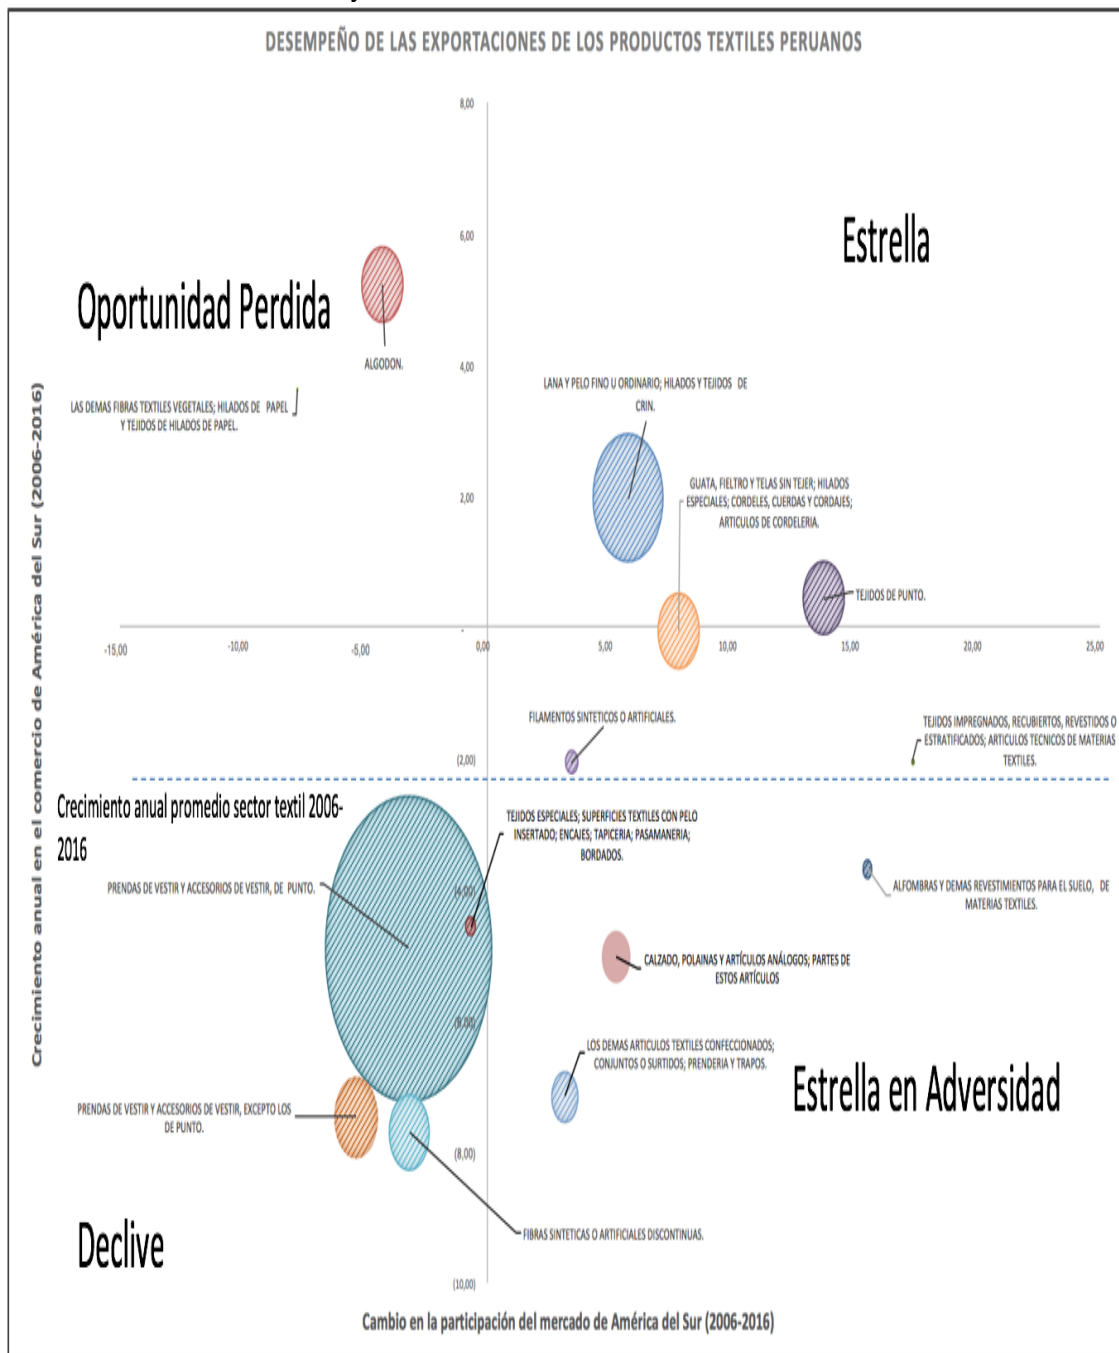 DESEMPEÑO DE LAS EXPORTACIONES DE LOS PRODUCTOS TEXTILES PERUANOS
8,00
Estrella
6,00
Oportunidad Perdida
ALGODON.
4,00
LANA Y PELO FINO U ORDINARIO; HILADOS Y TEJIDOS DE
CRIN.
LAS DEMAS FIBRAS TEXTILES VEGETALES; HILADOS DE PAPEL
Y TEJIDOS DE HILADOS DE PAPEL.
GUATA, FIELTRO Y TELAS SIN TEJER; HILADOS
ESPECIALES; CORDELES, CUERDAS Y CORDAJES;
ARTICULOS DE CORDELERIA.
2,00
TEJIDOS DE PUNTO.
-
-15,00 -10,00 -5,00 0,00 5,00 10,00 15,00 20,00 25,00
FILAMENTOS SINTETICOS O ARTIFICIALES.
TEJIDOS IMPREGNADOS, RECUBIERTOS, REVESTIDOS O
ESTRATIFICADOS; ARTICULOS TECNICOS DE MATERIAS
TEXTILES.
(2,00)
Crecimiento anual promedio sector textil 2006-
2016
TEJIDOS ESPECIALES; SUPERFICIES TEXTILES CON PELO
INSERTADO; ENCAJES; TAPICERIA; PASAMANERIA;
BORDADOS.
PRENDAS DE VESTIR Y ACCESORIOS DE VESTIR, DE PUNTO.
(4,00)
ALFOMBRAS Y DEMAS REVESTIMIENTOS PARA EL SUELO, DE
MATERIAS TEXTILES.
CALZADO, POLAINAS Y ARTÍCULOS ANÁLOGOS; PARTES DE
ESTOS ARTÍCULOS
(6,00)
LOS DEMAS ARTICULOS TEXTILES CONFECCIONADOS;
CONJUNTOS O SURTIDOS; PRENDERIA Y TRAPOS.
Estrella en Adversidad
PRENDAS DE VESTIR Y ACCESORIOS DE VESTIR, EXCEPTO LOS
DE PUNTO.
(8,00)
Declive
FIBRAS SINTETICAS O ARTIFICIALES DISCONTINUAS.
(10,00)
Cambio en la participación del mercado de América del Sur (2006-2016)
Crecimiento anual en el comercio de América del Sur (2006-2016)